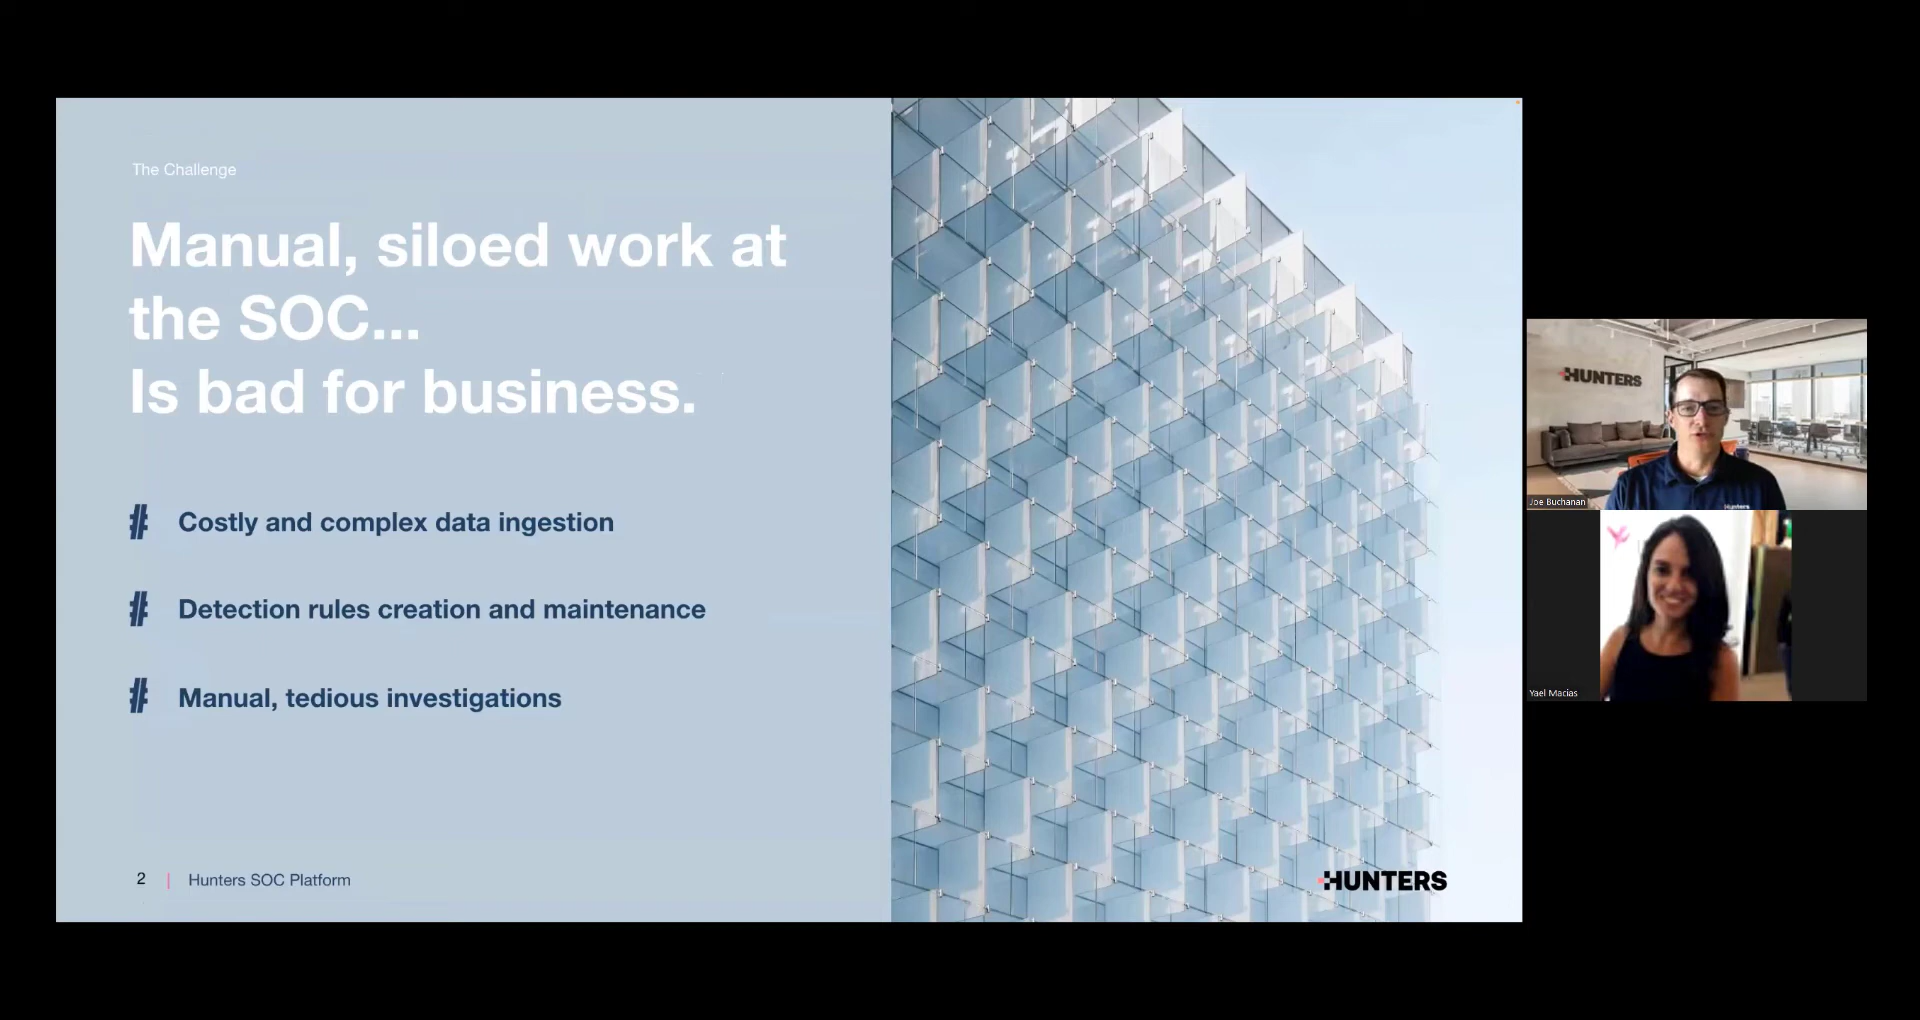 The Challenge
Manual, siloed work at
the SOC...
Is bad for business.
# Costly and complex data ingestion
# Detection rules creation and maintenance
# Manual, tedious investigations
2 | Hunters SOC Platform
HUNTERS
HUNTERS
Hunters
Joe Buchanan
Yael Macias